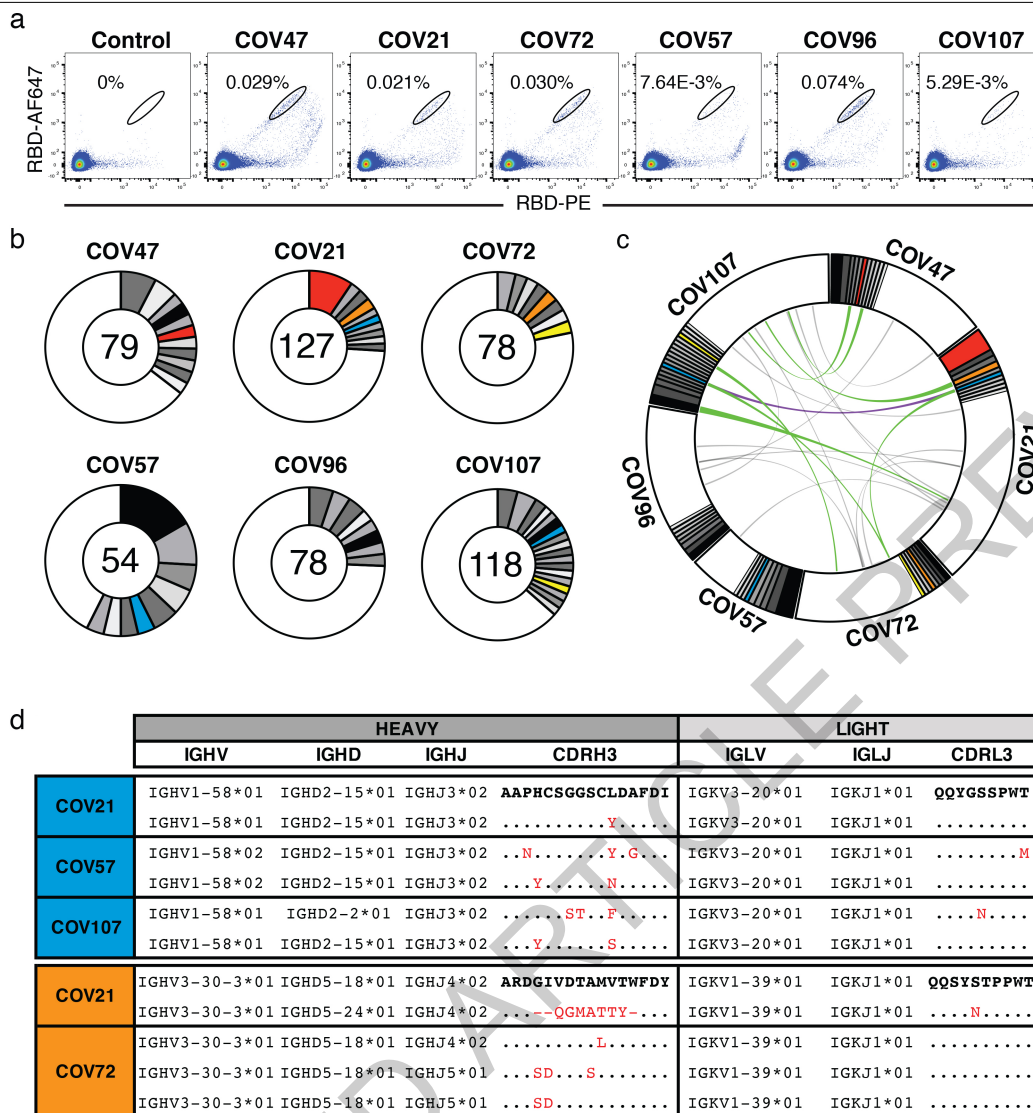 a
Control COV47 COV21 COV72 COV57 COV96 COV107
0% 0.029% 0.021% 0.030% 7.64E-3% 0.074% 5.29E-3%
RBD-AF647
RBD-PE
b
COV47 COV21 COV72
79 127 78
COV57 COV96 COV107
54 78 118
c
COV47
COV21
COV72
COV57
COV96
COV107
d
HEAVY LIGHT
IGHV IGHD IGHJ CDRH3 IGLV IGLJ CDRL3
COV21
IGHV1-58*01 IGHD2-15*01 IGHJ3*02 AAPHCSGGSCLDAFDI IGKV3-20*01 IGKJ1*01 QQYGSSPWT
IGHV1-58*01 IGHD2-15*01 IGHJ3*02 ..........Y..... IGKV3-20*01 IGKJ1*01 .........
COV57
IGHV1-58*02 IGHD2-15*01 IGHJ3*02 ..N.......Y.G... IGKV3-20*01 IGKJ1*01 ........M
IGHV1-58*02 IGHD2-15*01 IGHJ3*02 ...Y......N..... IGKV3-20*01 IGKJ1*01 .........
COV107
IGHV1-58*01 IGHD2-2*01 IGHJ3*02 ......ST..F..... IGKV3-20*01 IGKJ1*01 ....N....
IGHV1-58*01 IGHD2-15*01 IGHJ3*02 ...Y......S..... IGKV3-20*01 IGKJ1*01 .........
COV21
IGHV3-30-3*01 IGHD5-18*01 IGHJ4*02 ARDGIVDTAMVTWFDY IGKV1-39*01 IGKJ1*01 QQSYSTPPWT
IGHV3-30-3*01 IGHD5-24*01 IGHJ4*02 ...--QGMATTY-... IGKV1-39*01 IGKJ1*01 ....N.....
COV72
IGHV3-30-3*01 IGHD5-18*01 IGHJ4*02 .........L...... IGKV1-39*01 IGKJ1*01 ..........
IGHV3-30-3*01 IGHD5-18*01 IGHJ5*01 ...SD...S....... IGKV1-39*01 IGKJ1*01 ..........
IGHV3-30-3*01 IGHD5-18*01 IGHJ5*01 ...SD........... IGKV1-39*01 IGKJ1*01 ..........